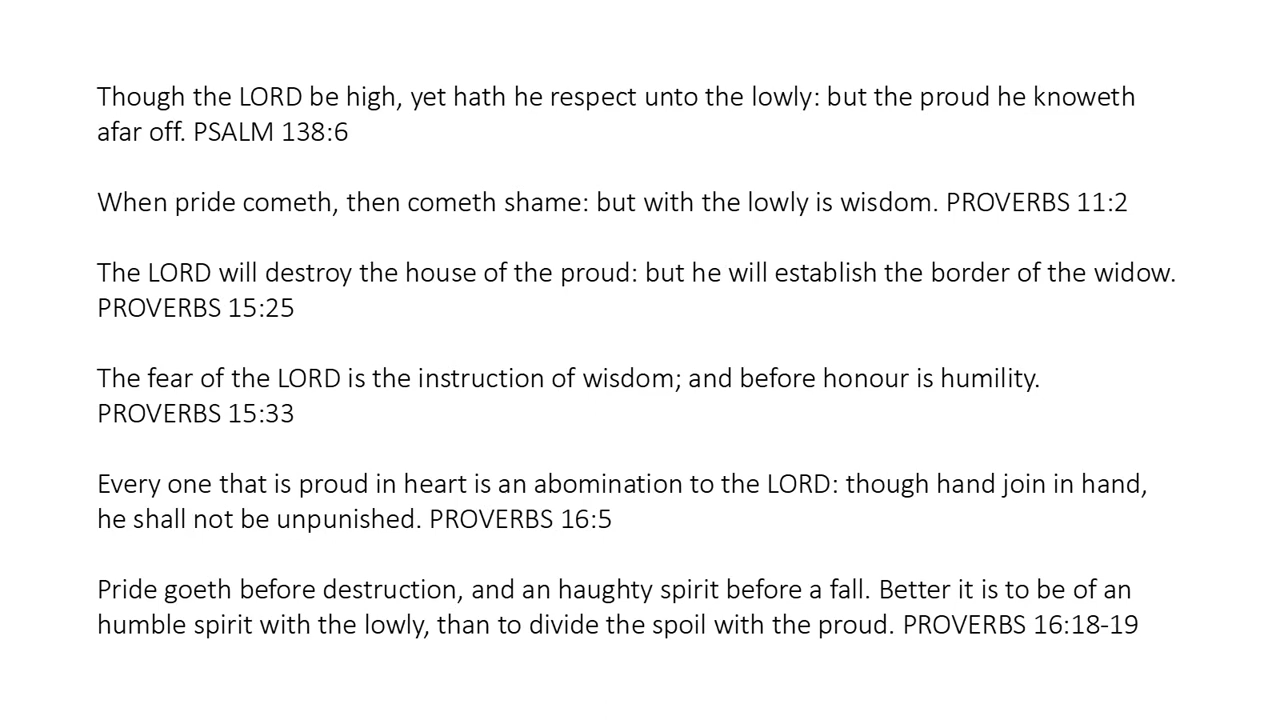 Though the LORD be high, yet hath he respect unto the lowly: but the proud he knoweth
afar off. PSALM 138:6
When pride cometh, then cometh shame: but with the lowly is wisdom. PROVERBS 11:2
The LORD will destroy the house of the proud: but he will establish the border of the widow.
PROVERBS 15:25
The fear of the LORD is the instruction of wisdom; and before honour is humility.
PROVERBS 15:33
Every one that is proud in heart is an abomination to the LORD: though hand join in hand,
he shall not be unpunished. PROVERBS 16:5
Pride goeth before destruction, and an haughty spirit before a fall. Better it is to be of an
humble spirit with the lowly, than to divide the spoil with the proud. PROVERBS 16:18-19